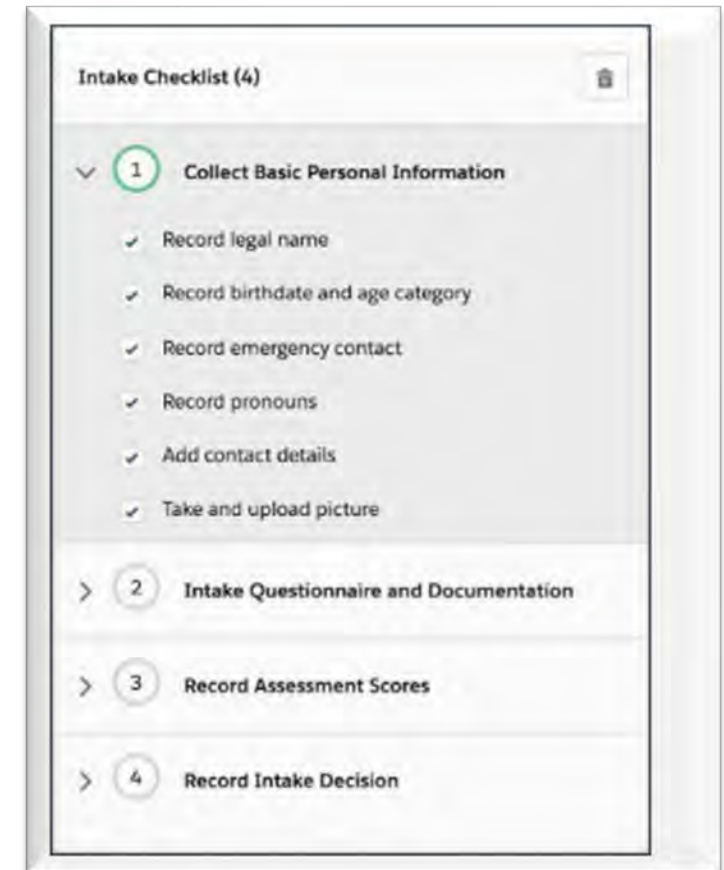 Intake Checklist (4)
1 Collect Basic Personal Information
Record legal name
Record birthdate and age category
Record emergency contact
Record pronouns
Add contact details
Take and upload picture
2 Intake Questionnaire and Documentation
3 Record Assessment Scores
4 Record Intake Decision